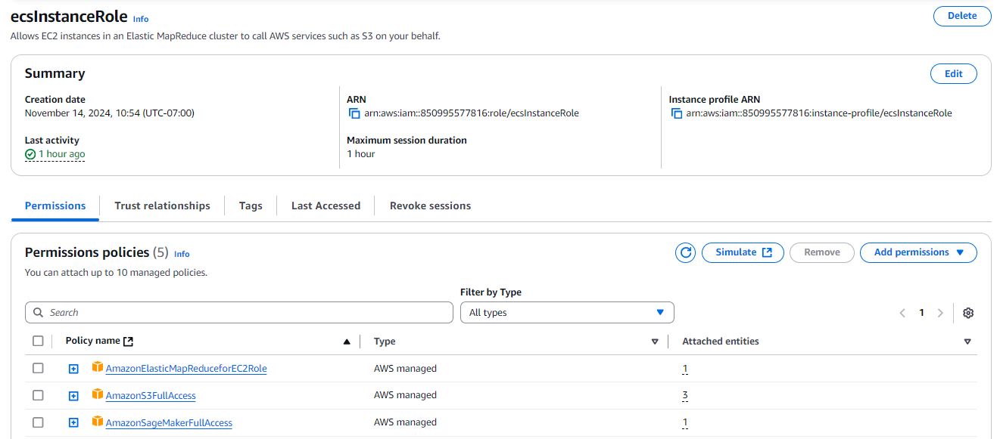 ecsInstanceRole Info
Delete
Allows EC2 instances in an Elastic MapReduce cluster to call AWS services such as S3 on your behalf.
Summary
Edit
Creation date
November 14, 2024, 10:54 (UTC-07:00)
ARN
arn:aws:iam::850995577816:role/ecsInstanceRole
Instance profile ARN
arn:aws:iam::850995577816:instance-profile/ecsInstanceRole
Last activity
1 hour ago
Maximum session duration
1 hour
Permissions
Trust relationships
Tags
Last Accessed
Revoke sessions
Permissions policies (5) Info
Simulate
Remove
Add permissions
You can attach up to 10 managed policies.
Filter by Type
Search
All types
1
Policy name
Type
Attached entities
AmazonElasticMapReduceforEC2Role
AWS managed
1
AmazonS3FullAccess
AWS managed
3
AmazonSageMakerFullAccess
AWS managed
1